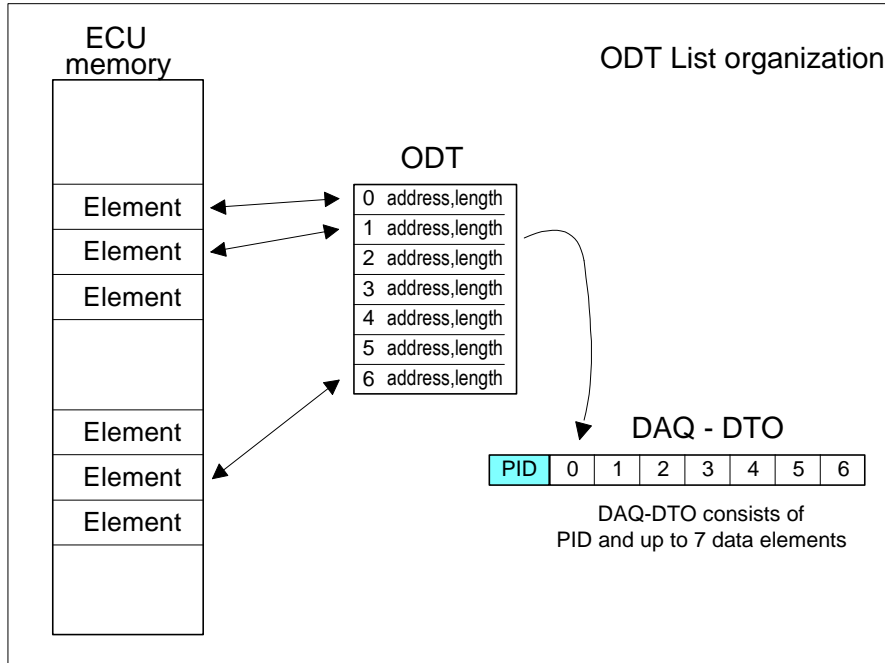 ECU
memory
ODT List organization
Element
Element
Element
Element
Element
Element
ODT
0 address,length
1 address,length
2 address,length
3 address,length
4 address,length
5 address,length
6 address,length
DAQ - DTO
PID 0 1 2 3 4 5 6
DAQ-DTO consists of
PID and up to 7 data elements